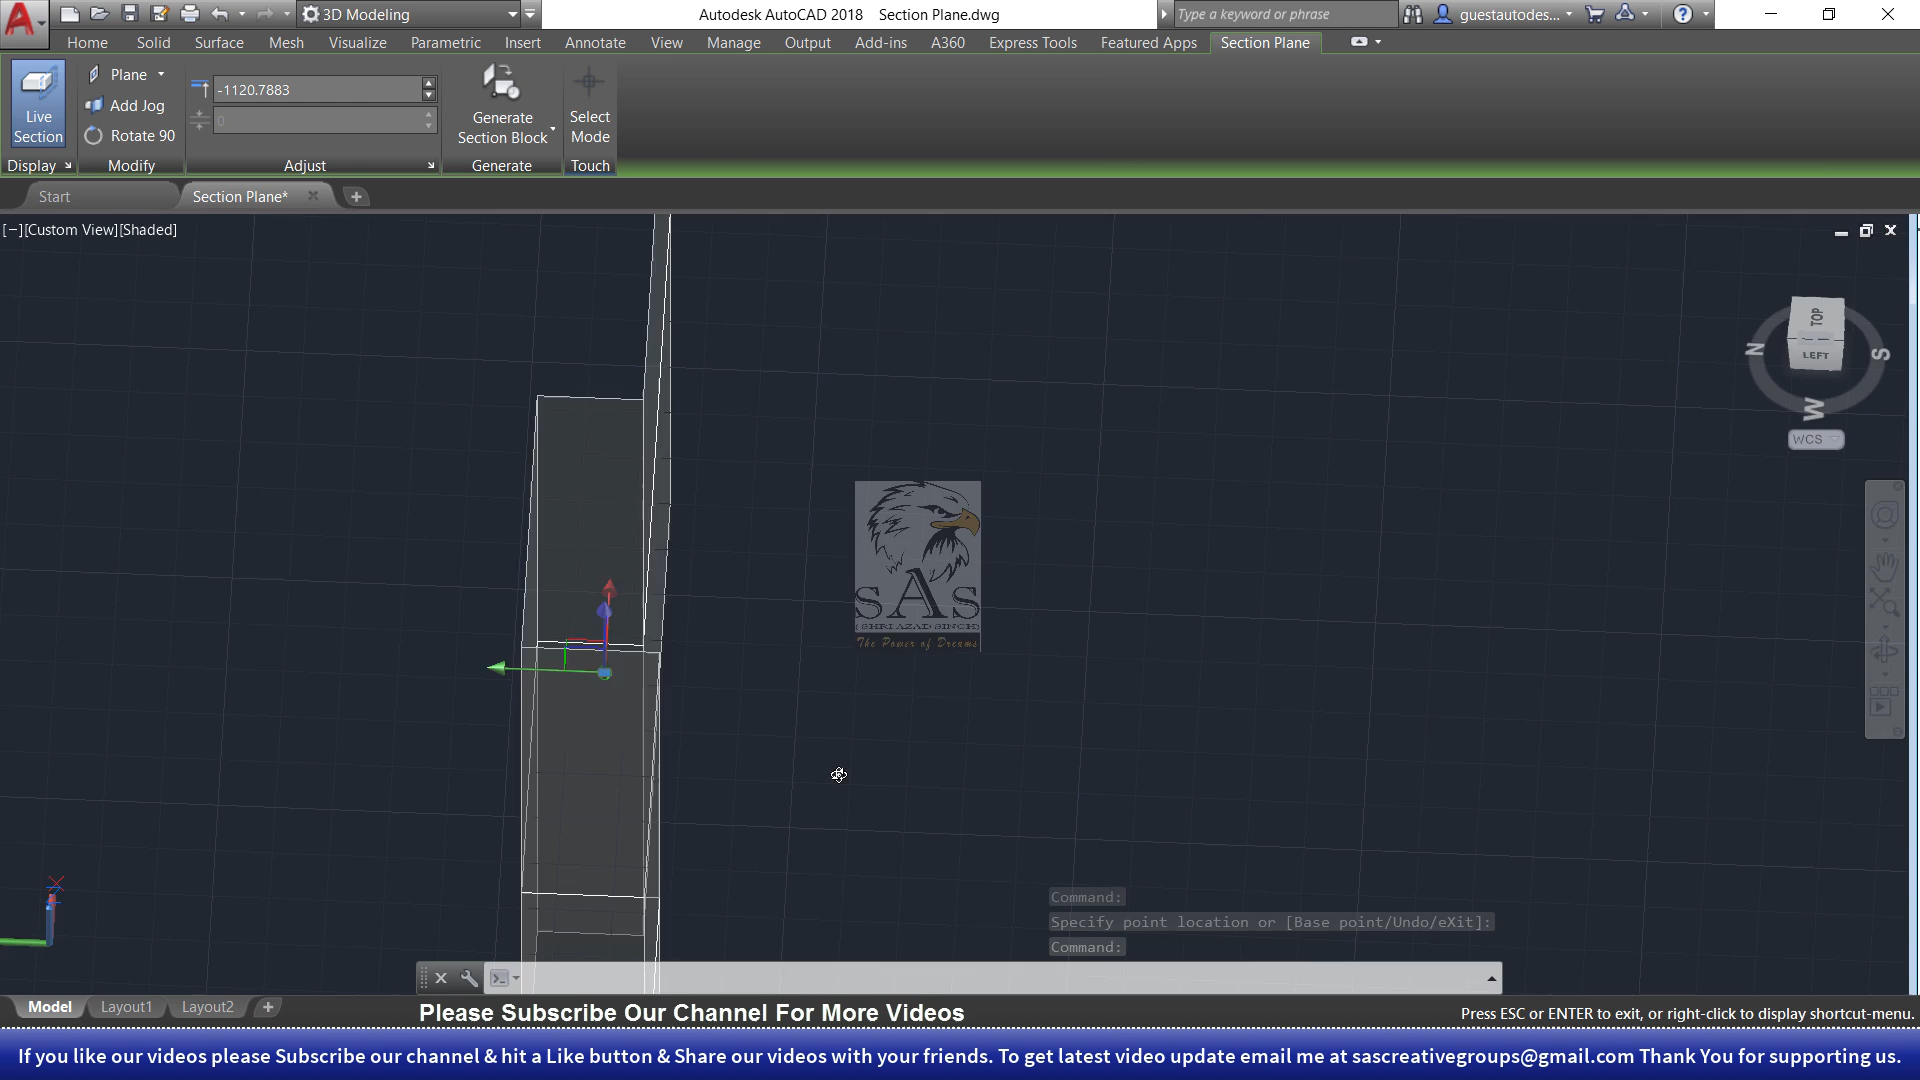 3D Modeling
Autodesk AutoCAD 2018 Section Plane.dwg
Type a keyword or phrase
guestautodes...
Home Solid Surface Mesh Visualize Parametric Insert Annotate View Manage Output Add-ins A360 Express Tools Featured Apps Section Plane
Live Section
Plane
Add Jog
Rotate 90
-1120.7883
0
Generate Section Block
Select Mode
Display Modify Adjust Generate Touch
Start Section Plane*
[−][Custom View][Shaded]
TOP
LEFT
N
S
W
WCS
SAS
(SHRI AZAD SINGH)
The Power of Dreams
Command:
Specify point location or [Base point/Undo/eXit]:
Command:
Model Layout1 Layout2
Please Subscribe Our Channel For More Videos
Press ESC or ENTER to exit, or right-click to display shortcut-menu.
If you like our videos please Subscribe our channel & hit a Like button & Share our videos with your friends. To get latest video update email me at sascreativegroups@gmail.com Thank You for supporting us.